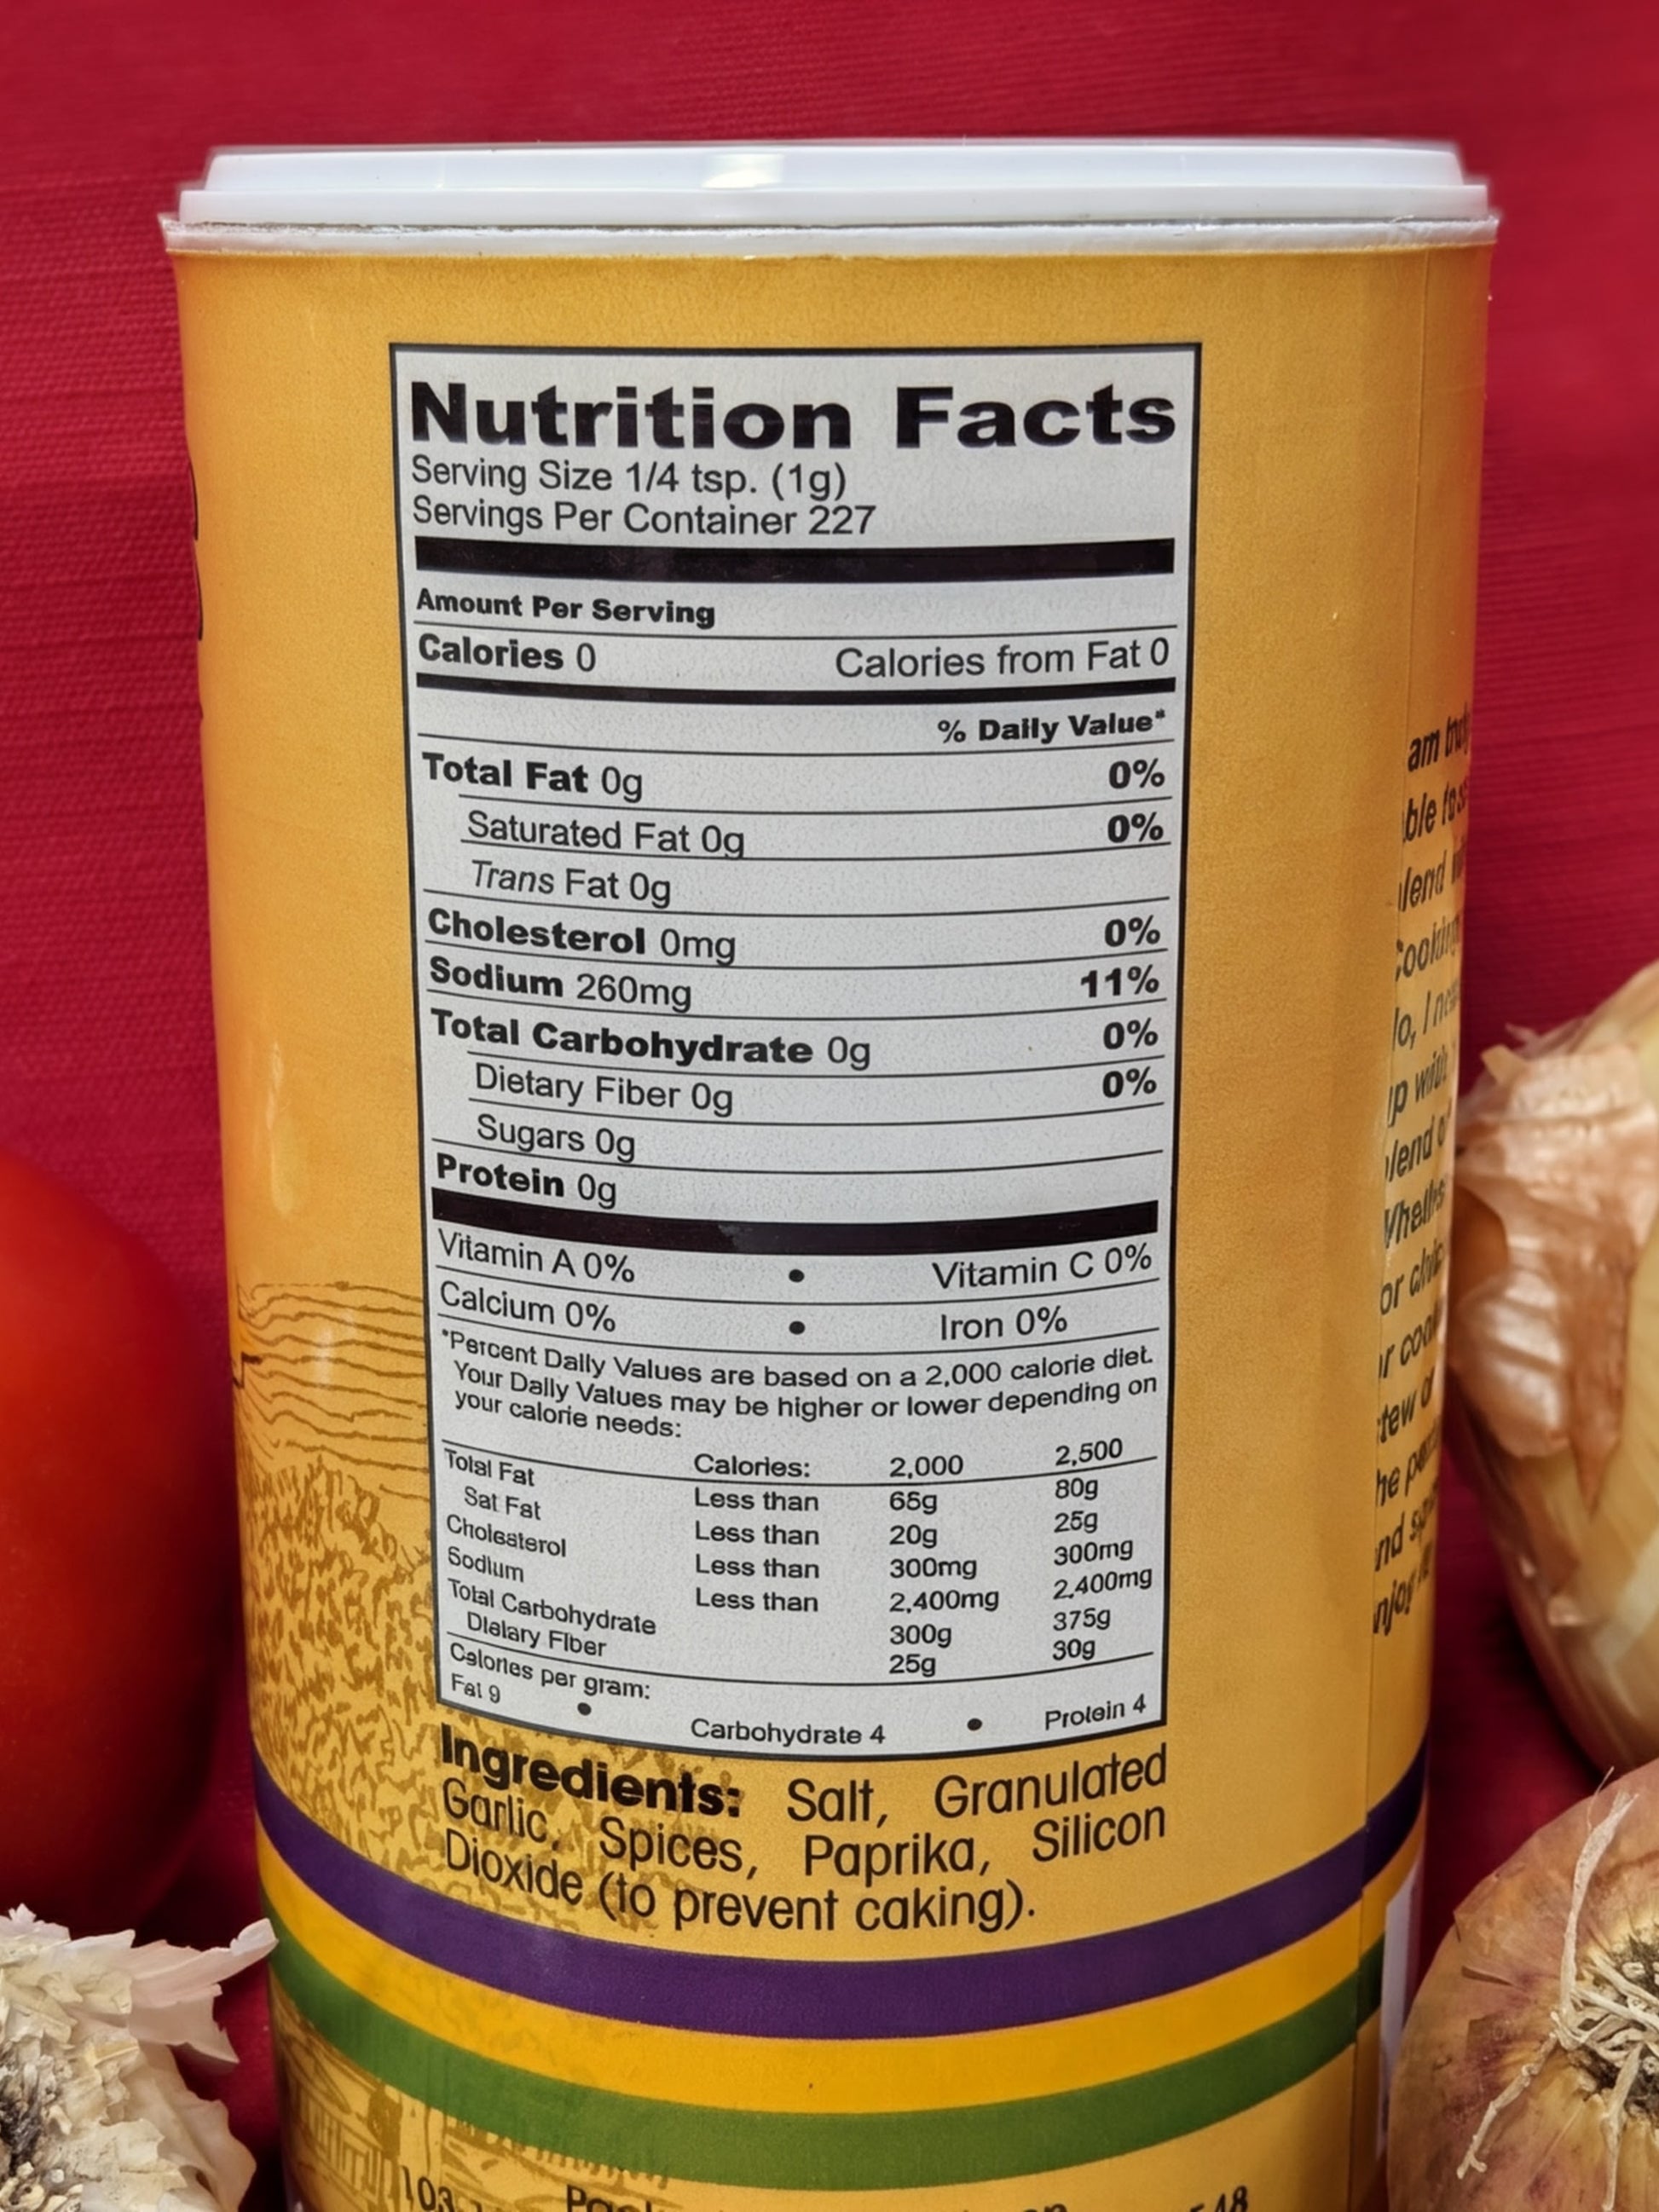 Nutrition Facts
Serving Size 1/4 tsp. (1g)
Servings Per Container 227
Amount Per Serving
Calories 0 Calories from Fat 0
% Daily Value*
Total Fat 0g 0%
Saturated Fat 0g 0%
Trans Fat 0g
Cholesterol 0mg 0%
Sodium 260mg 11%
Total Carbohydrate 0g 0%
Dietary Fiber 0g 0%
Sugars 0g
Protein 0g
Vitamin A 0% • Vitamin C 0%
Calcium 0% • Iron 0%
*Percent Daily Values are based on a 2,000 calorie diet.
Your Daily Values may be higher or lower depending on
your calorie needs:
Calories: 2,000 2,500
Total Fat Less than 65g 80g
Sat Fat Less than 20g 25g
Cholesterol Less than 300mg 300mg
Sodium Less than 2,400mg 2,400mg
Total Carbohydrate 300g 375g
Dietary Fiber 25g 30g
Calories per gram:
Fat 9 • Carbohydrate 4 • Protein 4
Ingredients: Salt, Granulated
Garlic, Spices, Paprika, Silicon
Dioxide (to prevent caking).
am